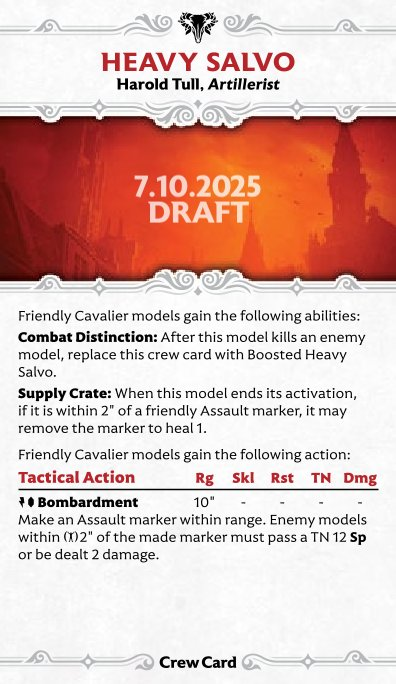 HEAVY SALVO
Harold Tull, Artillerist
7.10.2025
DRAFT
Friendly Cavalier models gain the following abilities:
Combat Distinction: After this model kills an enemy
model, replace this crew card with Boosted Heavy
Salvo.
Supply Crate: When this model ends its activation,
if it is within 2" of a friendly Assault marker, it may
remove the marker to heal 1.
Friendly Cavalier models gain the following action:
Tactical Action Rg Skl Rst TN Dmg
Bombardment 10" - - - -
Make an Assault marker within range. Enemy models
within 2" of the made marker must pass a TN 12 Sp
or be dealt 2 damage.
Crew Card